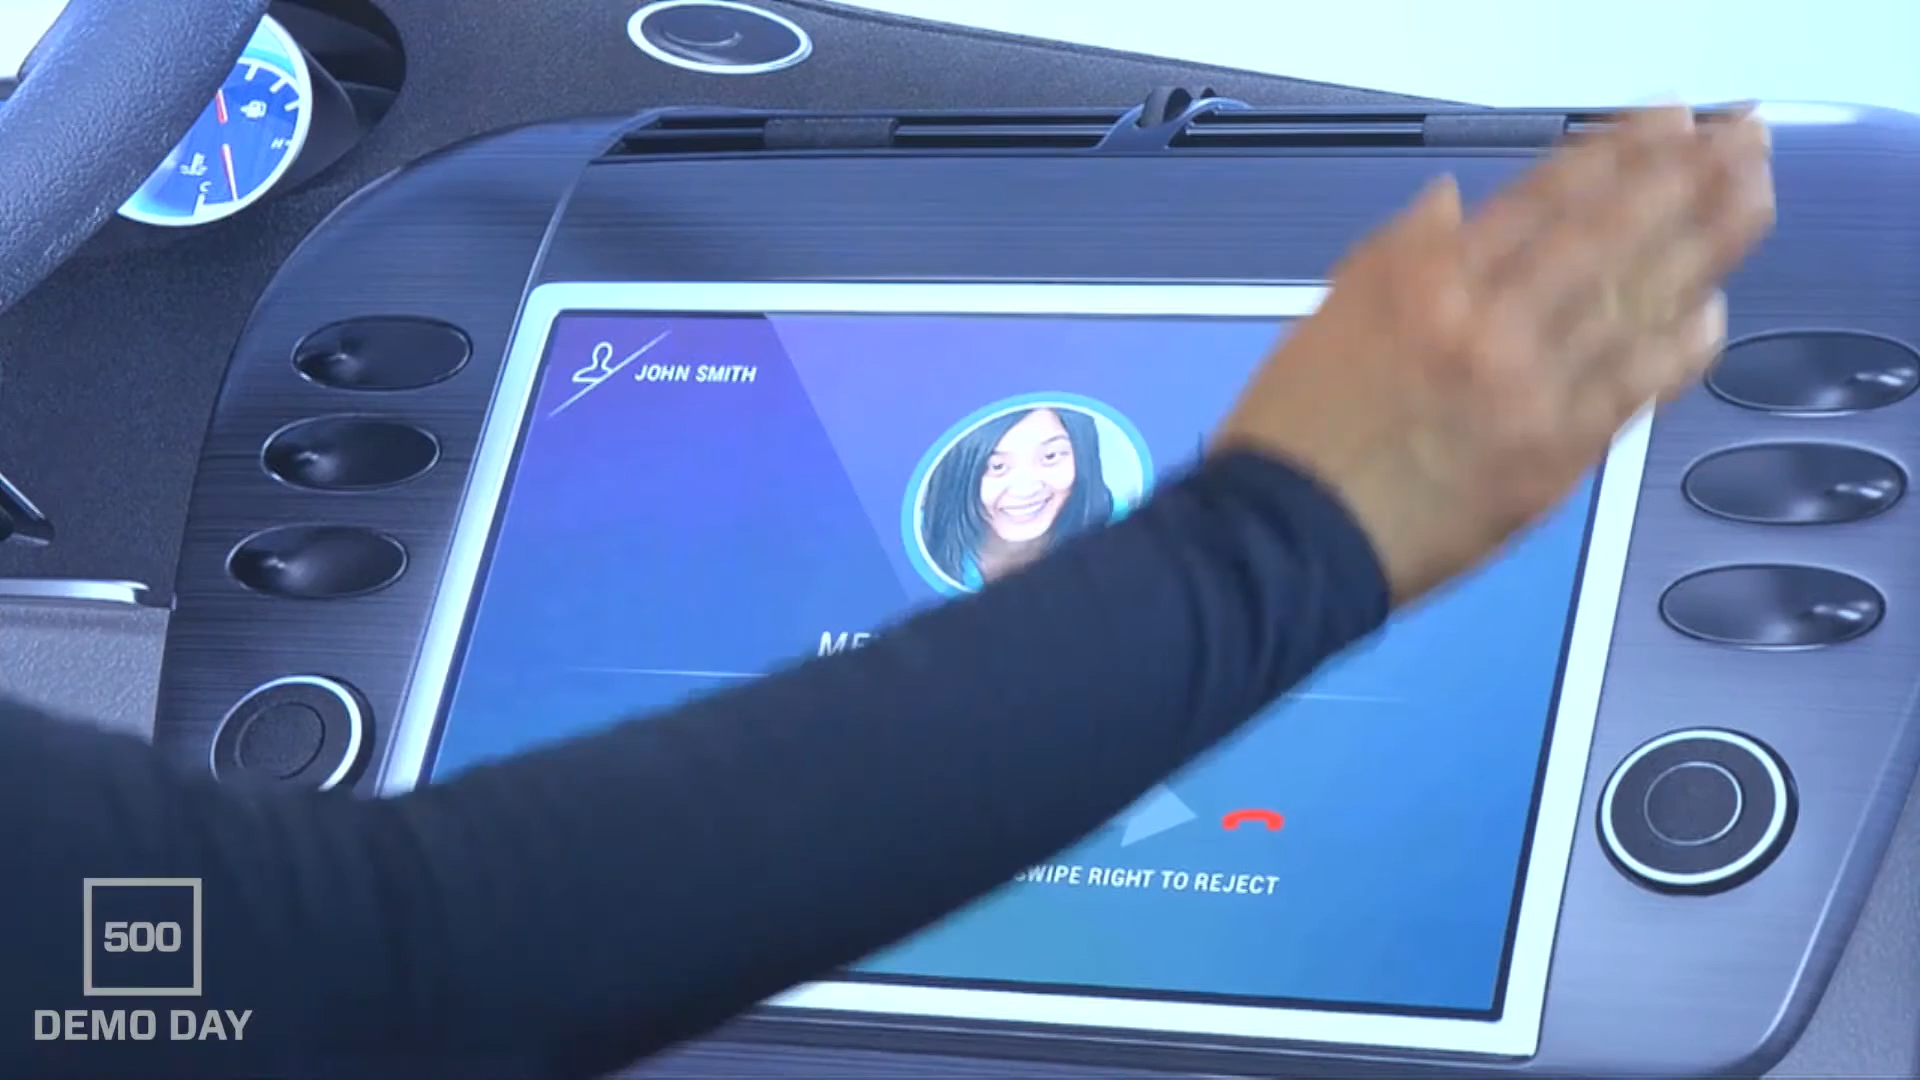 H
C
JOHN SMITH
SWIPE RIGHT TO REJECT
500
DEMO DAY